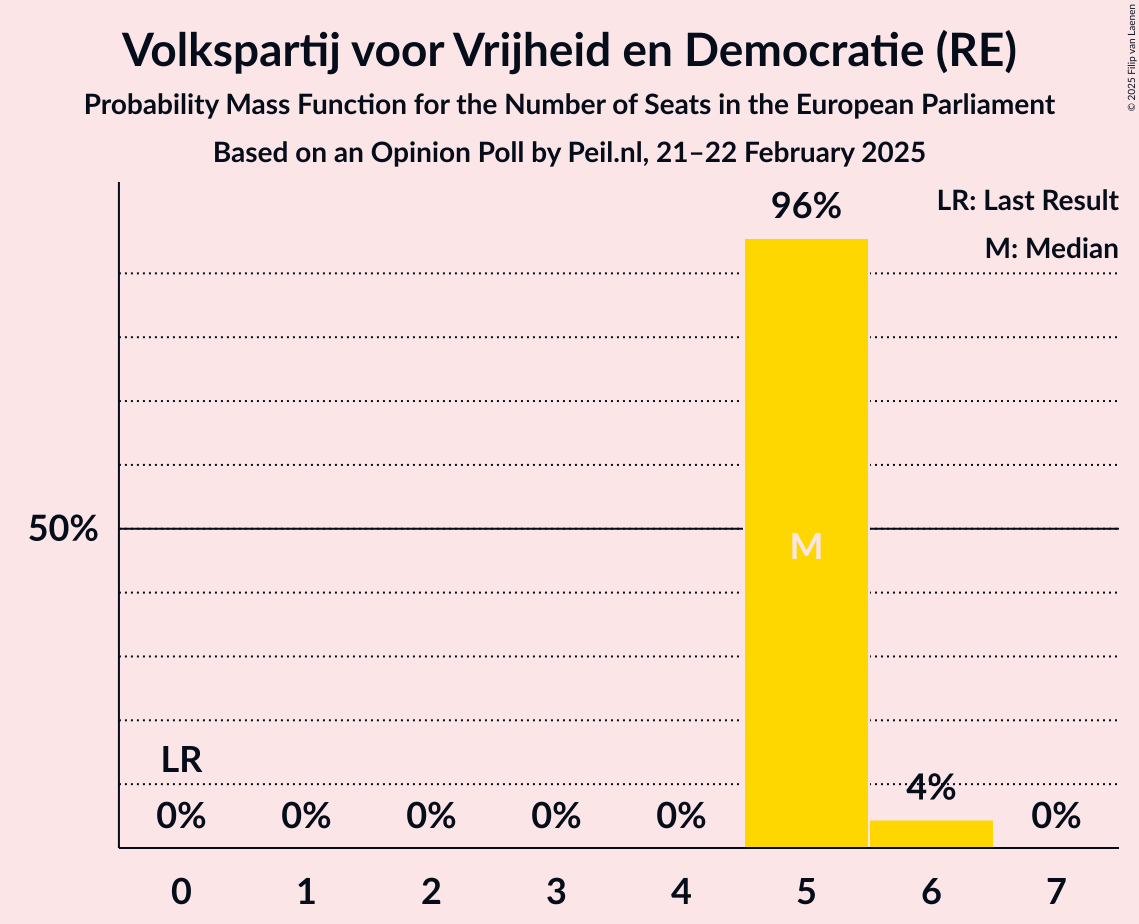 Volkspartij voor Vrijheid en Democratie (RE)
Probability Mass Function for the Number of Seats in the European Parliament
Based on an Opinion Poll by Peil.nl, 21–22 February 2025
© 2025 Filip van Laenen
LR: Last Result
M: Median
96%
50%
M
LR
4%
0% 0% 0% 0% 0% 0%
0 1 2 3 4 5 6 7